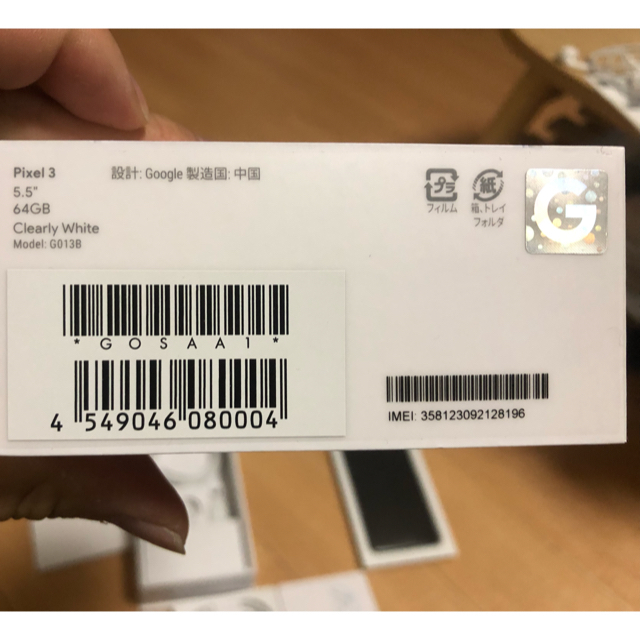 Pixel 3
5.5"
64GB
Clearly White
Model: G013B
設計: Google 製造国: 中国
プラ
フィルム
紙
箱、トレイ
フォルダ
G
* G O S A A 1 *
4 549046 080004
IMEI: 358123092128196